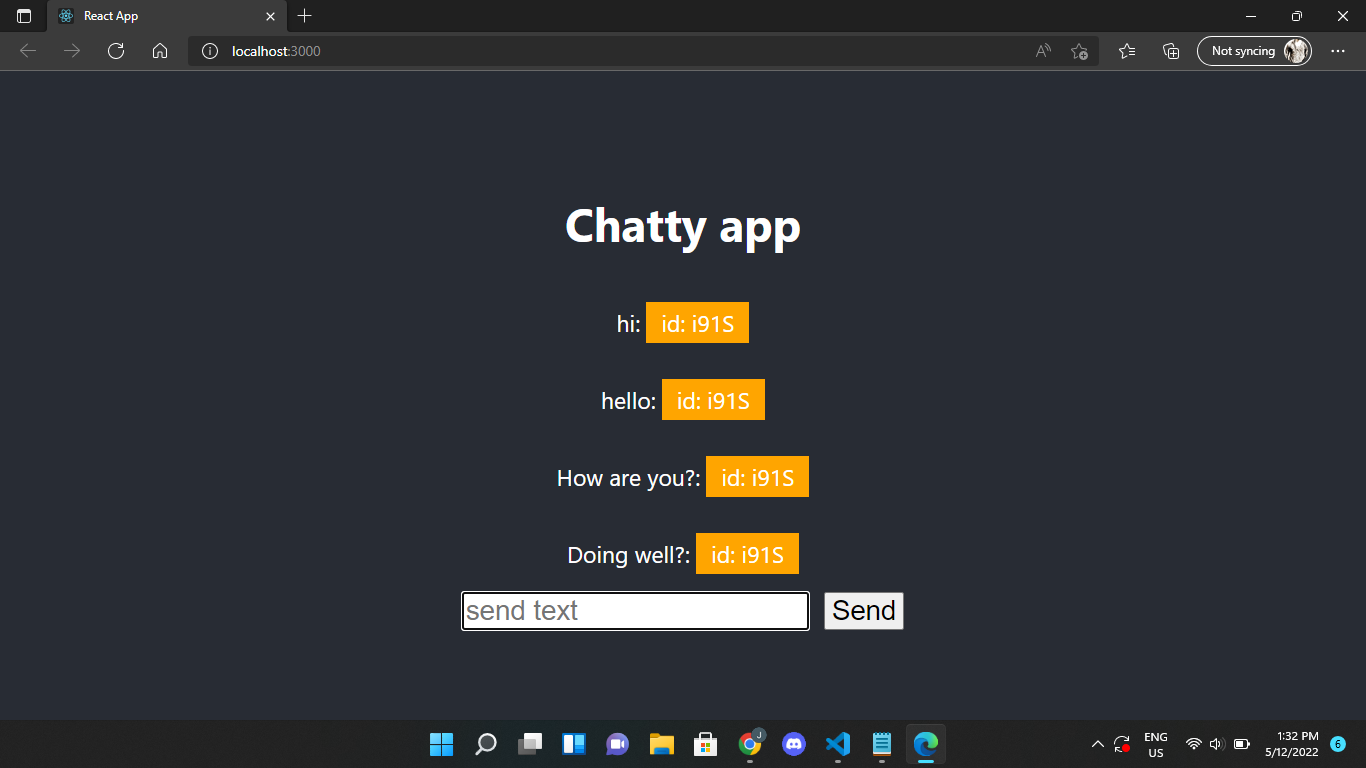 React App
localhost:3000
Not syncing
Chatty app
hi: id: i91S
hello: id: i91S
How are you?: id: i91S
Doing well?: id: i91S
send text Send
J
ENG
US
1:32 PM
5/12/2022
6